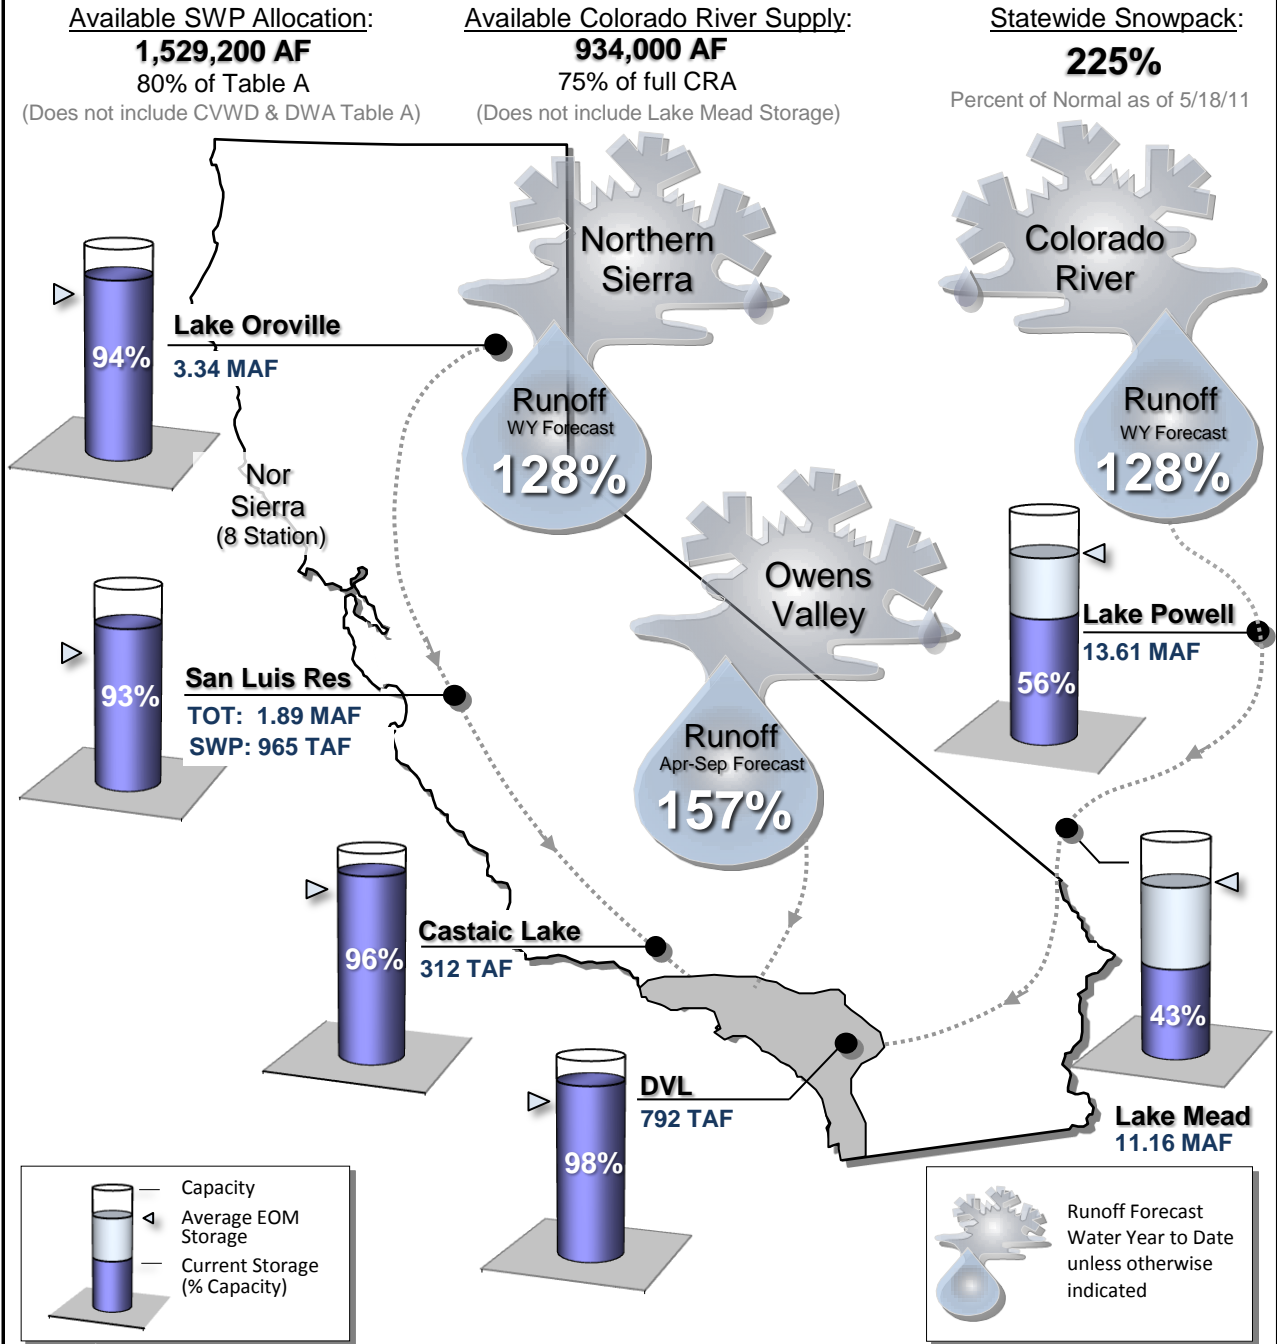 Available SWP Allocation:
1,529,200 AF
80% of Table A
(Does not include CVWD & DWA Table A)
Available Colorado River Supply:
934,000 AF
75% of full CRA
(Does not include Lake Mead Storage)
Statewide Snowpack:
225%
Percent of Normal as of 5/18/11
Northern
Sierra
Runoff
WY Forecast
128%
Colorado
River
Runoff
WY Forecast
128%
94%
Lake Oroville
3.34 MAF
Nor
Sierra
(8 Station)
Owens
Valley
Runoff
Apr-Sep Forecast
157%
56%
Lake Powell
13.61 MAF
93%
San Luis Res
TOT: 1.89 MAF
SWP: 965 TAF
96%
Castaic Lake
312 TAF
43%
Lake Mead
11.16 MAF
98%
DVL
792 TAF
Capacity
Average EOM
Storage
Current Storage
(% Capacity)
Runoff Forecast
Water Year to Date
unless otherwise
indicated